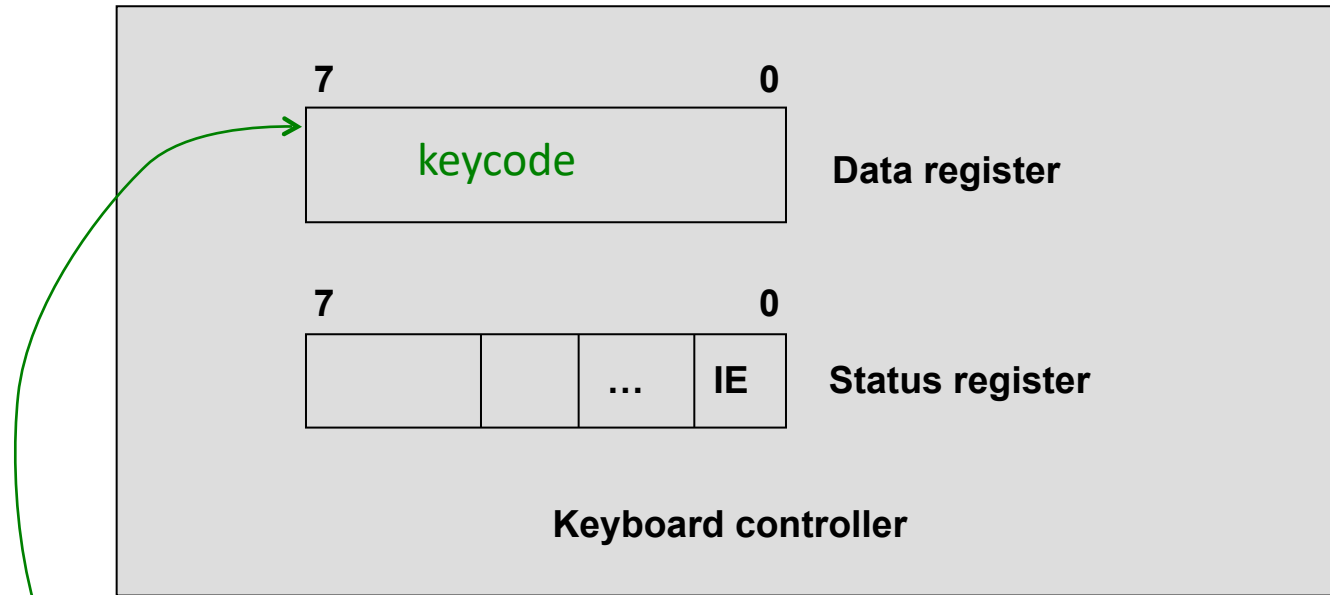 7 0
keycode
Data register
7 0
… IE
Status register
Keyboard controller